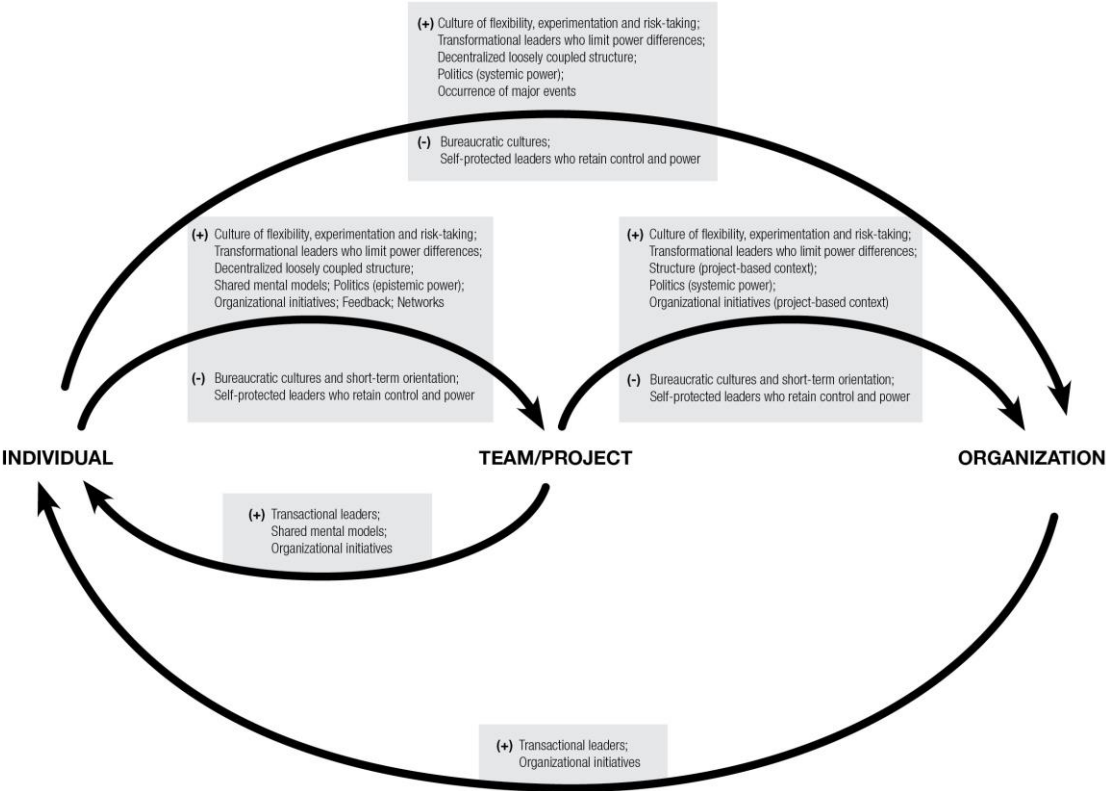 (+) Culture of flexibility, experimentation and risk-taking;
Transformational leaders who limit power differences;
Decentralized loosely coupled structure;
Politics (systemic power);
Occurrence of major events
(-) Bureaucratic cultures;
Self-protected leaders who retain control and power
(+) Culture of flexibility, experimentation and risk-taking;
Transformational leaders who limit power differences;
Decentralized loosely coupled structure;
Shared mental models; Politics (epistemic power);
Organizational initiatives; Feedback; Networks
(-) Bureaucratic cultures and short-term orientation;
Self-protected leaders who retain control and power
(+) Culture of flexibility, experimentation and risk-taking;
Transformational leaders who limit power differences;
Structure (project-based context);
Politics (systemic power);
Organizational initiatives (project-based context)
(-) Bureaucratic cultures and short-term orientation;
Self-protected leaders who retain control and power
INDIVIDUAL
TEAM/PROJECT
ORGANIZATION
(+) Transactional leaders;
Shared mental models;
Organizational initiatives
(+) Transactional leaders;
Organizational initiatives